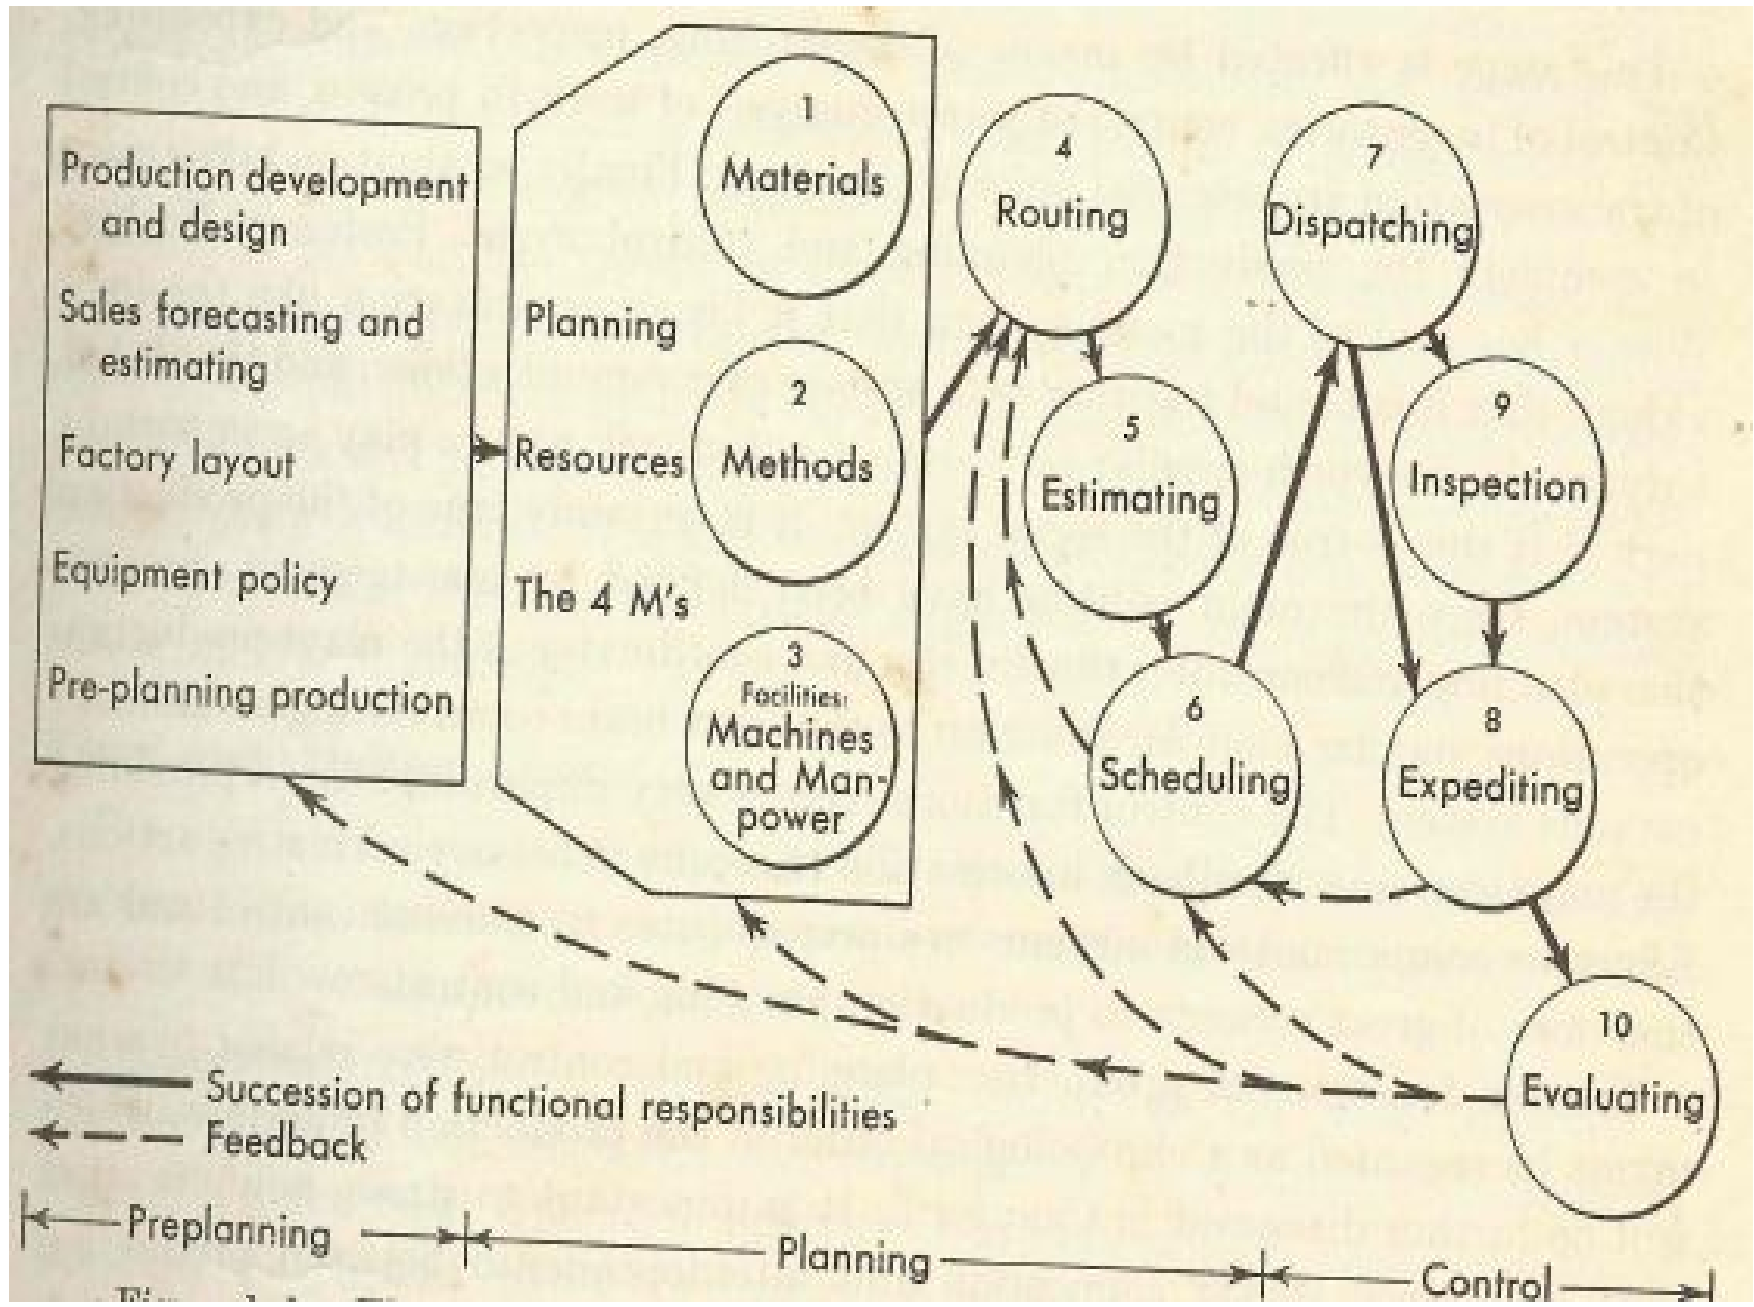 Production development
and design
Sales forecasting and
estimating
Factory layout
Equipment policy
Pre-planning production
Planning
Resources
The 4 M's
1
Materials
2
Methods
3
Facilities:
Machines
and Man-
power
4
Routing
5
Estimating
6
Scheduling
7
Dispatching
9
Inspection
8
Expediting
10
Evaluating
Succession of functional responsibilities
Feedback
Preplanning
Planning
Control